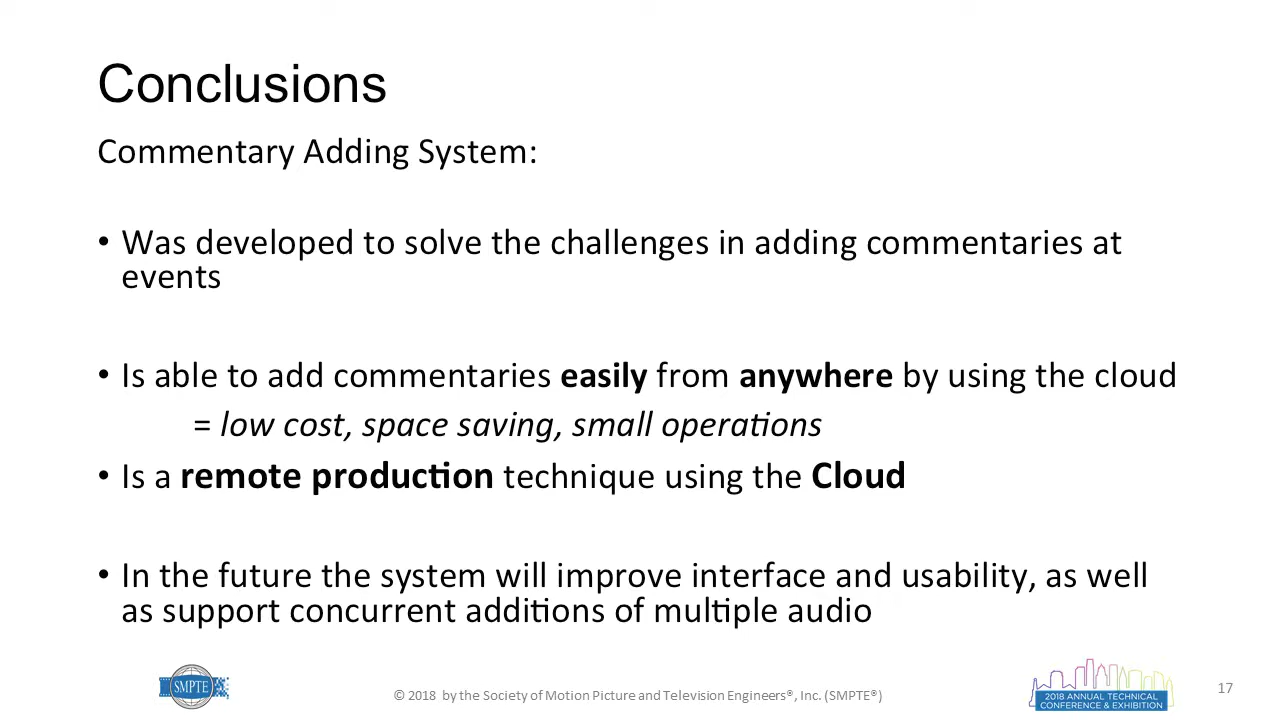 Conclusions
Commentary Adding System:
• Was developed to solve the challenges in adding commentaries at
events
• Is able to add commentaries easily from anywhere by using the cloud
= low cost, space saving, small operations
• Is a remote production technique using the Cloud
• In the future the system will improve interface and usability, as well
as support concurrent additions of multiple audio
SMPTE
© 2018 by the Society of Motion Picture and Television Engineers®, Inc. (SMPTE®)
2018 ANNUAL TECHNICAL
CONFERENCE & EXHIBITION
17